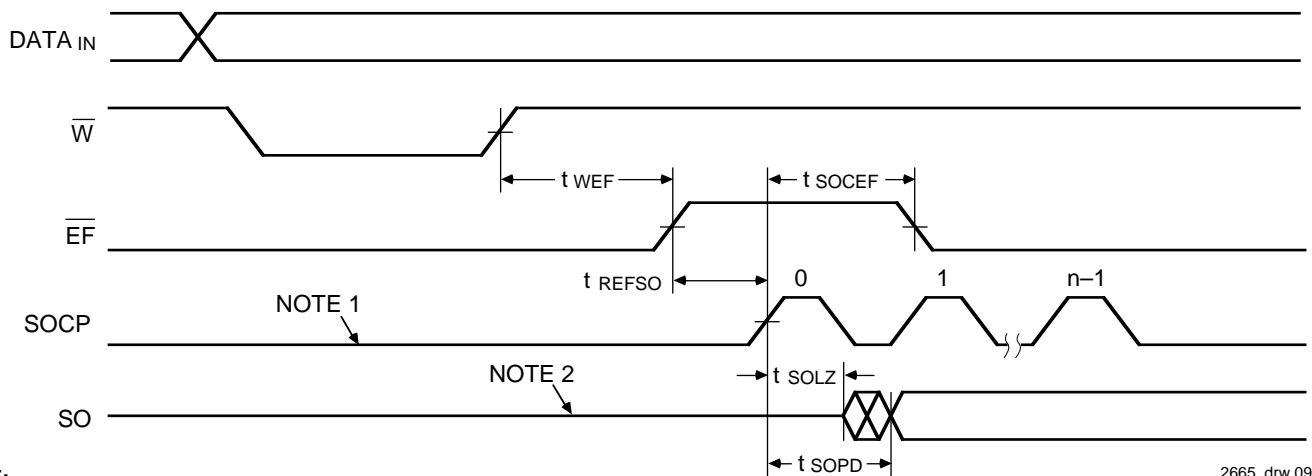 DATA IN
W
t WEF
t SOCEF
EF
t REFSO
0
1
n–1
NOTE 1
SOCP
NOTE 2
t SOLZ
SO
t SOPD
2665 drw 09